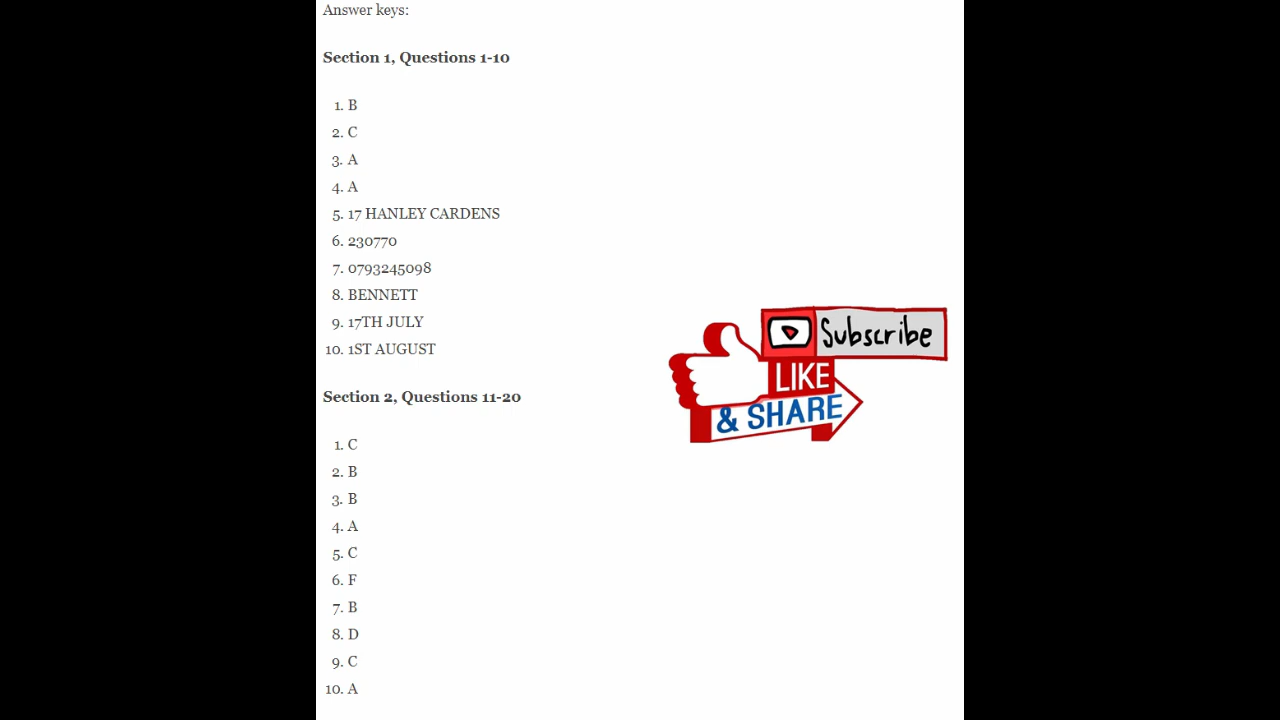 Answer keys:
Section 1, Questions 1-10
1. B
2. C
3. A
4. A
5. 17 HANLEY CARDENS
6. 230770
7. 0793245098
8. BENNETT
9. 17TH JULY
10. 1ST AUGUST
Subscribe
LIKE
& SHARE
Section 2, Questions 11-20
1. C
2. B
3. B
4. A
5. C
6. F
7. B
8. D
9. C
10. A